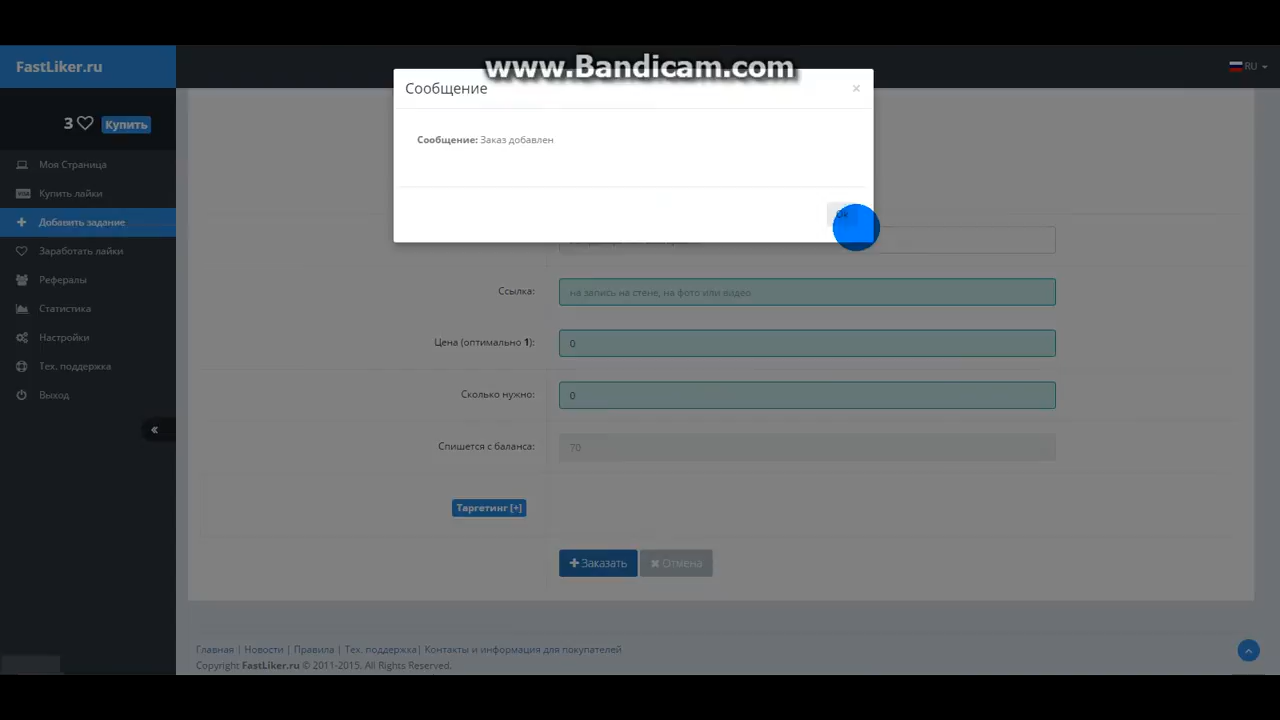 www.Bandicam.com
FastLiker.ru
RU
Сообщение
×
3 Купить
Сообщение: Заказ добавлен
Моя Страница
Купить лайки
Добавить задание
Ok
Заработать лайки
Рефералы
Ссылка: на запись на стене, на фото или видео
Статистика
Настройки
Цена (оптимально 1): 0
Тех. поддержка
Выход
Сколько нужно: 0
«
Спишется с баланса: 70
Таргетинг [+]
Заказать
Отмена
Главная | Новости | Правила | Тех. поддержка| Контакты и информация для покупателей
Copyright FastLiker.ru © 2011-2015. All Rights Reserved.